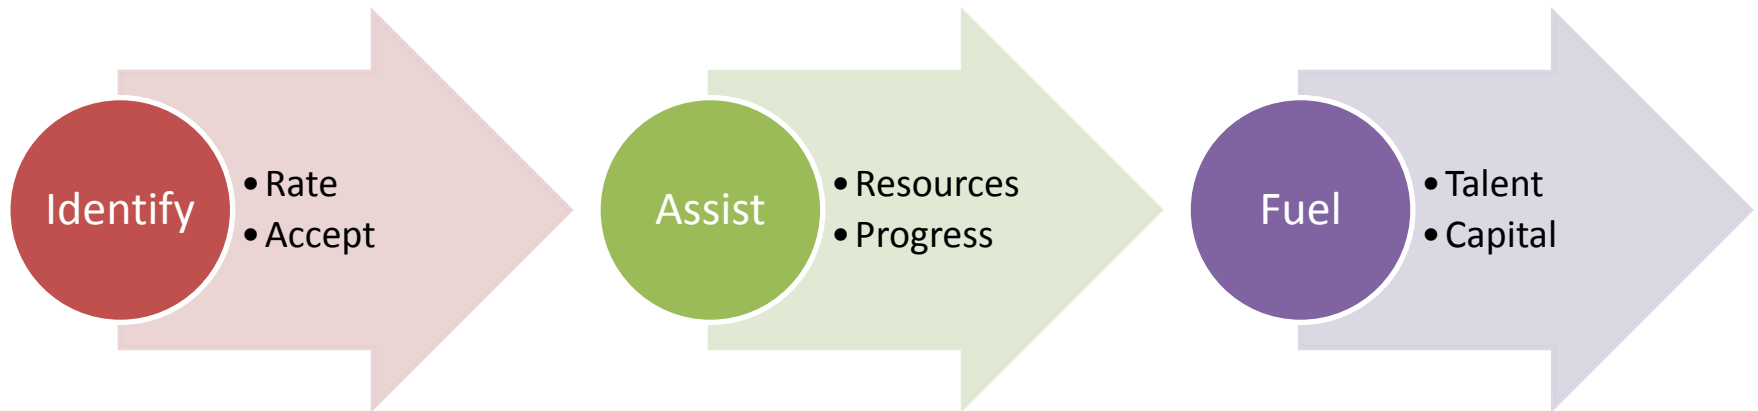 Identify
• Rate
• Accept
Assist
• Resources
• Progress
Fuel
• Talent
• Capital